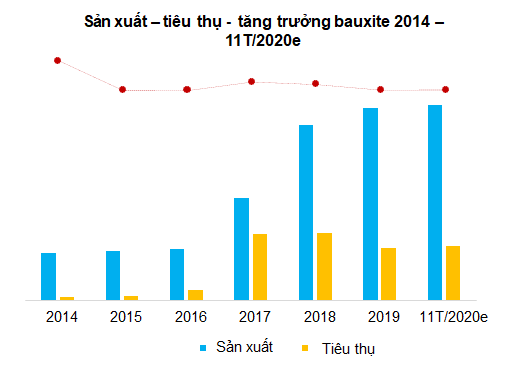 Sản xuất – tiêu thụ - tăng trưởng bauxite 2014 –
11T/2020e
2014 2015 2016 2017 2018 2019 11T/2020e
Sản xuất Tiêu thụ